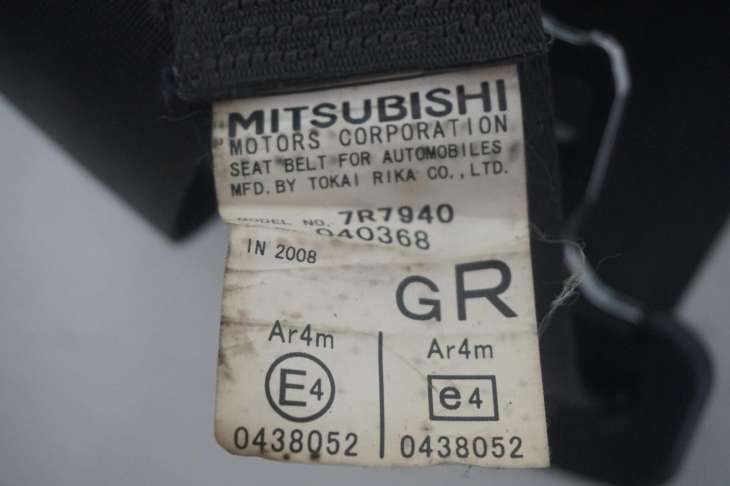 MITSUBISHI
MOTORS CORPORATION
SEAT BELT FOR AUTOMOBILES
MFD. BY TOKAI RIKA CO., LTD.
MODEL NO. 7R7940
040368
IN 2008
GR
Ar4m
E4
0438052
Ar4m
e4
0438052